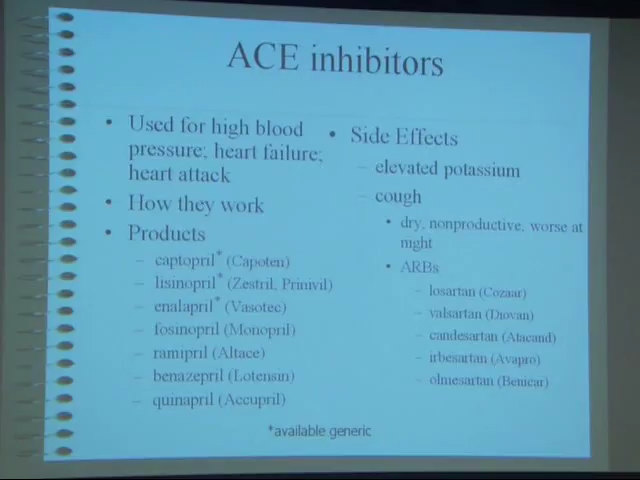 ACE inhibitors
• Used for high blood
pressure; heart failure;
heart attack
• How they work
• Products
– captopril* (Capoten)
– lisinopril* (Zestril, Prinivil)
– enalapril* (Vasotec)
– fosinopril (Monopril)
– ramipril (Altace)
– benazepril (Lotensin)
– quinapril (Accupril)
• Side Effects
– elevated potassium
– cough
• dry, nonproductive, worse at
night
• ARBs
– losartan (Cozaar)
– valsartan (Diovan)
– candesartan (Atacand)
– irbesartan (Avapro)
– olmesartan (Benicar)
*available generic